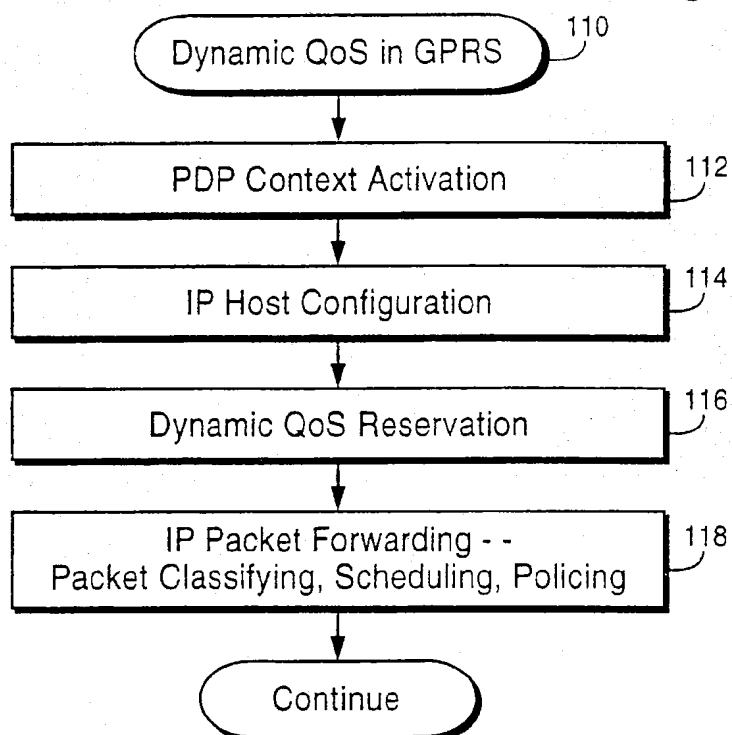 Dynamic QoS in GPRS
110
PDP Context Activation
112
IP Host Configuration
114
Dynamic QoS Reservation
116
IP Packet Forwarding - -
Packet Classifying, Scheduling, Policing
118
Continue